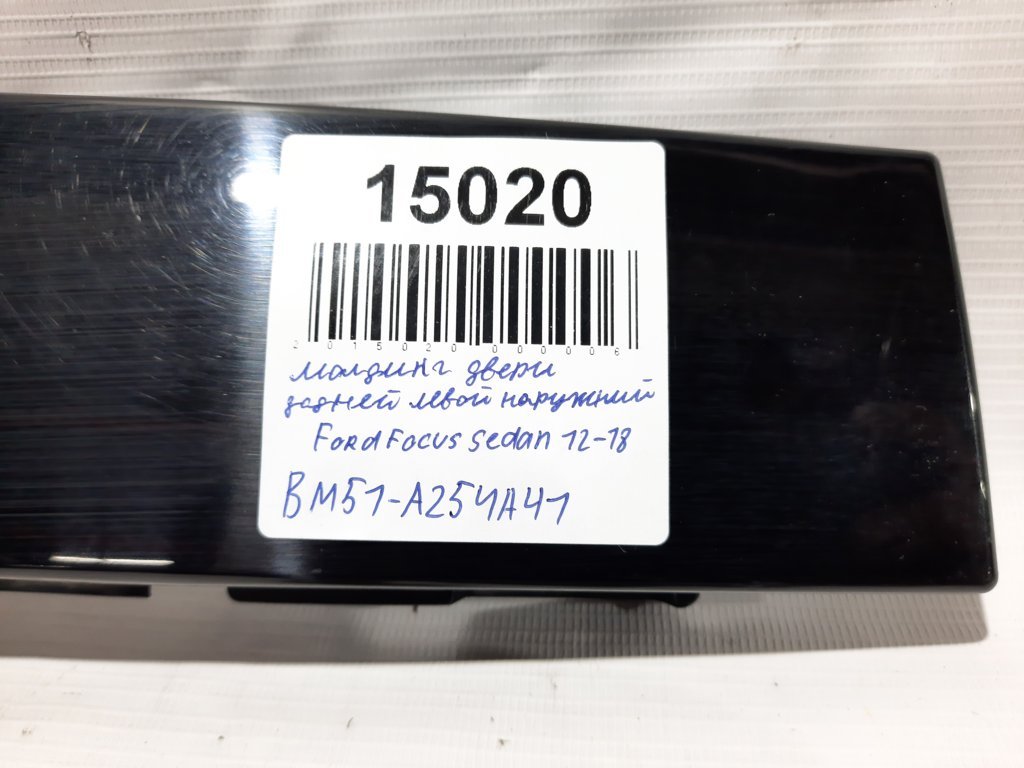 15020
2015020000006
молдинг двери
задней левой наружний
Ford Focus Sedan 12-18
BM51-A254A41